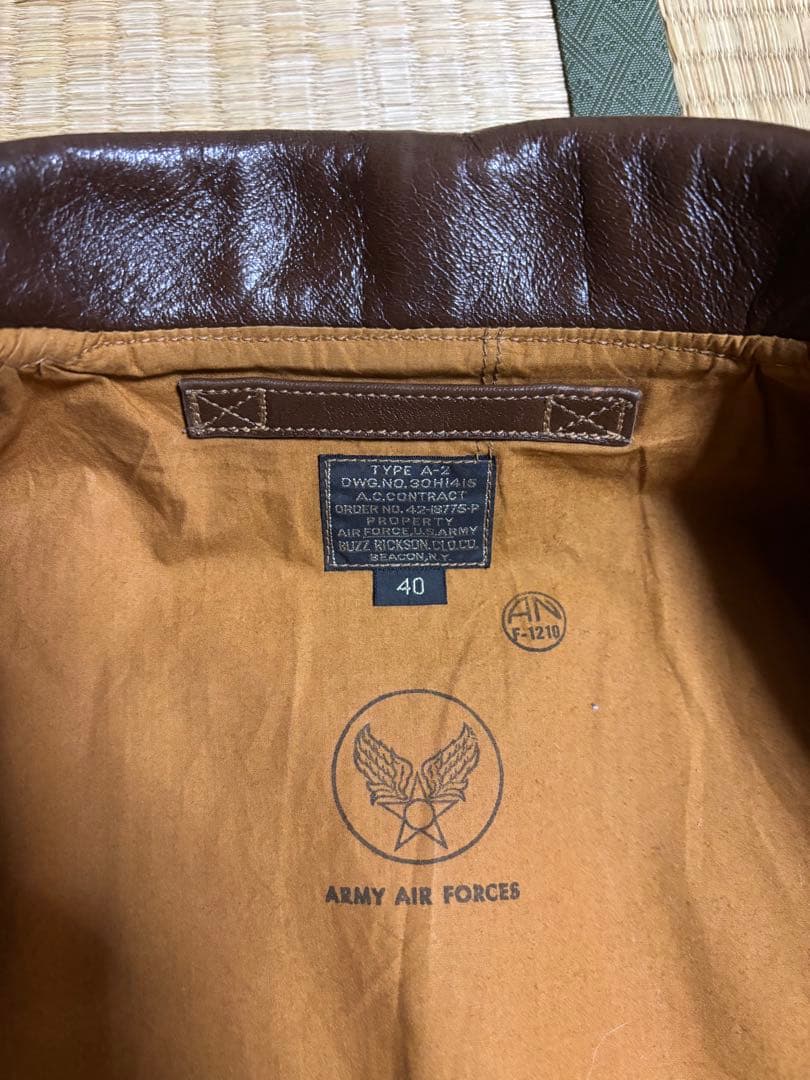 TYPE A-2
DWG.NO. 30H1415
A.C.CONTRACT
ORDER NO. 42-18775-P
PROPERTY
AIR FORCE, U.S. ARMY
BUZZ RICKSON.CLO.CO.
BEACON, N.Y.
40
AN
F-1210
ARMY AIR FORCES